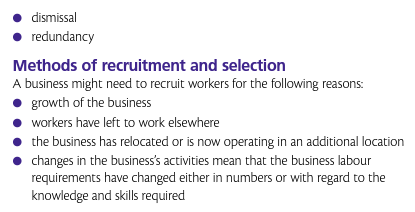 ● dismissal
● redundancy
Methods of recruitment and selection
A business might need to recruit workers for the following reasons:
● growth of the business
● workers have left to work elsewhere
● the business has relocated or is now operating in an additional location
● changes in the business's activities mean that the business labour
requirements have changed either in numbers or with regard to the
knowledge and skills required